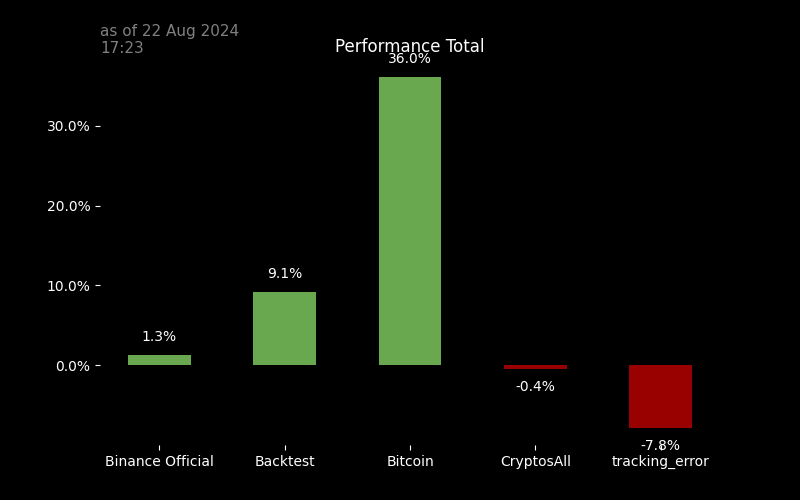 as of 22 Aug 2024
17:23
Performance Total
36.0%
30.0%
20.0%
10.0%
0.0%
1.3%
9.1%
-0.4%
-7.8%
Binance Official
Backtest
Bitcoin
CryptosAll
tracking_error